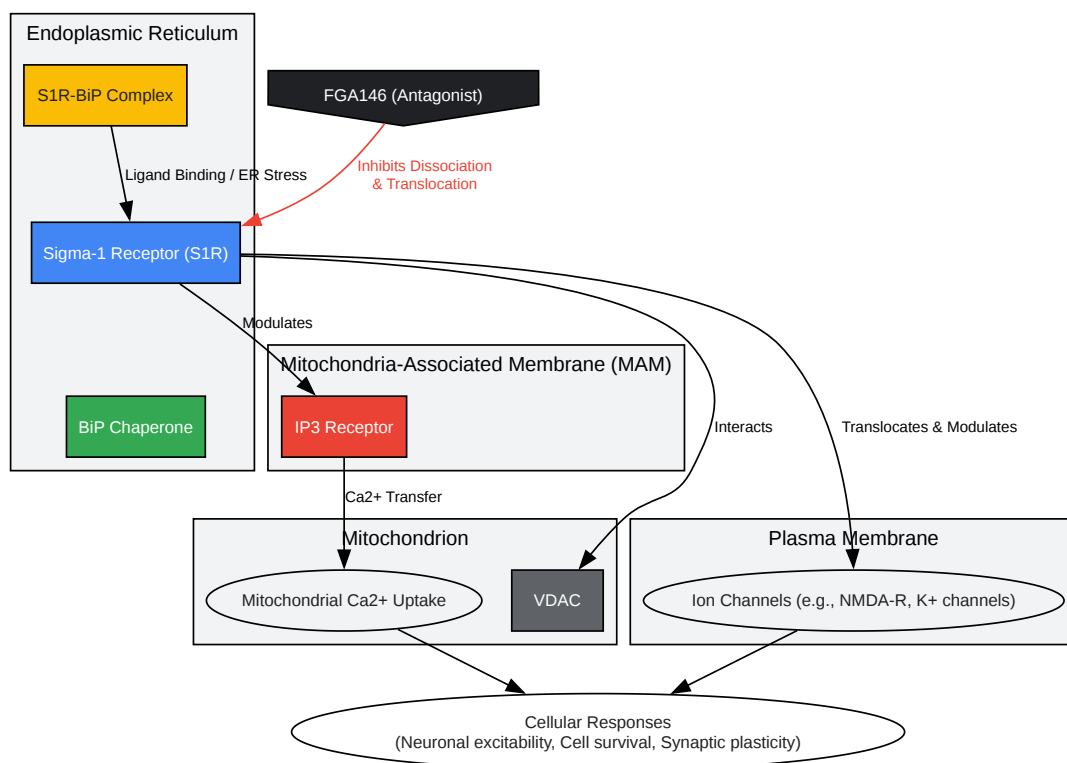 Endoplasmic Reticulum
S1R-BiP Complex
FGA146 (Antagonist)
Ligand Binding / ER Stress
Inhibits Dissociation
& Translocation
Sigma-1 Receptor (S1R)
Modulates
Mitochondria-Associated Membrane (MAM)
BiP Chaperone
IP3 Receptor
Interacts
Translocates & Modulates
Ca2+ Transfer
Mitochondrion
Plasma Membrane
Mitochondrial Ca2+ Uptake
VDAC
Ion Channels (e.g., NMDA-R, K+ channels)
Cellular Responses
(Neuronal excitability, Cell survival, Synaptic plasticity)